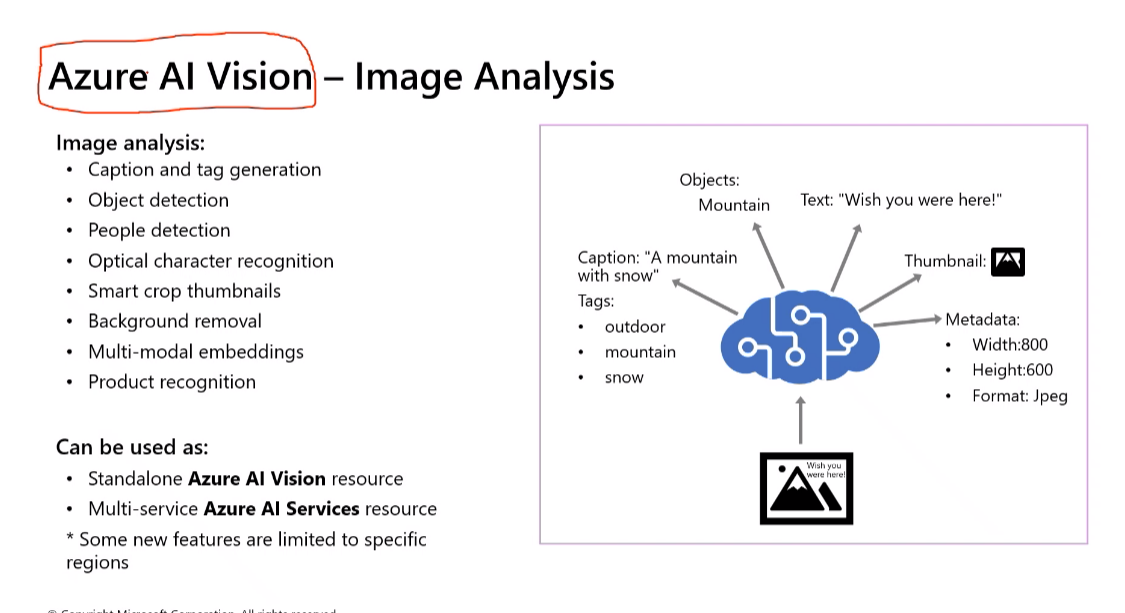 Azure AI Vision – Image Analysis
Image analysis:
• Caption and tag generation
• Object detection
• People detection
• Optical character recognition
• Smart crop thumbnails
• Background removal
• Multi-modal embeddings
• Product recognition
Can be used as:
• Standalone Azure AI Vision resource
• Multi-service Azure AI Services resource
* Some new features are limited to specific
regions
Objects:
Mountain
Text: "Wish you were here!"
Caption: "A mountain
with snow"
Tags:
• outdoor
• mountain
• snow
Thumbnail:
Metadata:
• Width:800
• Height:600
• Format: Jpeg
Wish you
were here!
© Copyright Microsoft Corporation. All rights reserved.